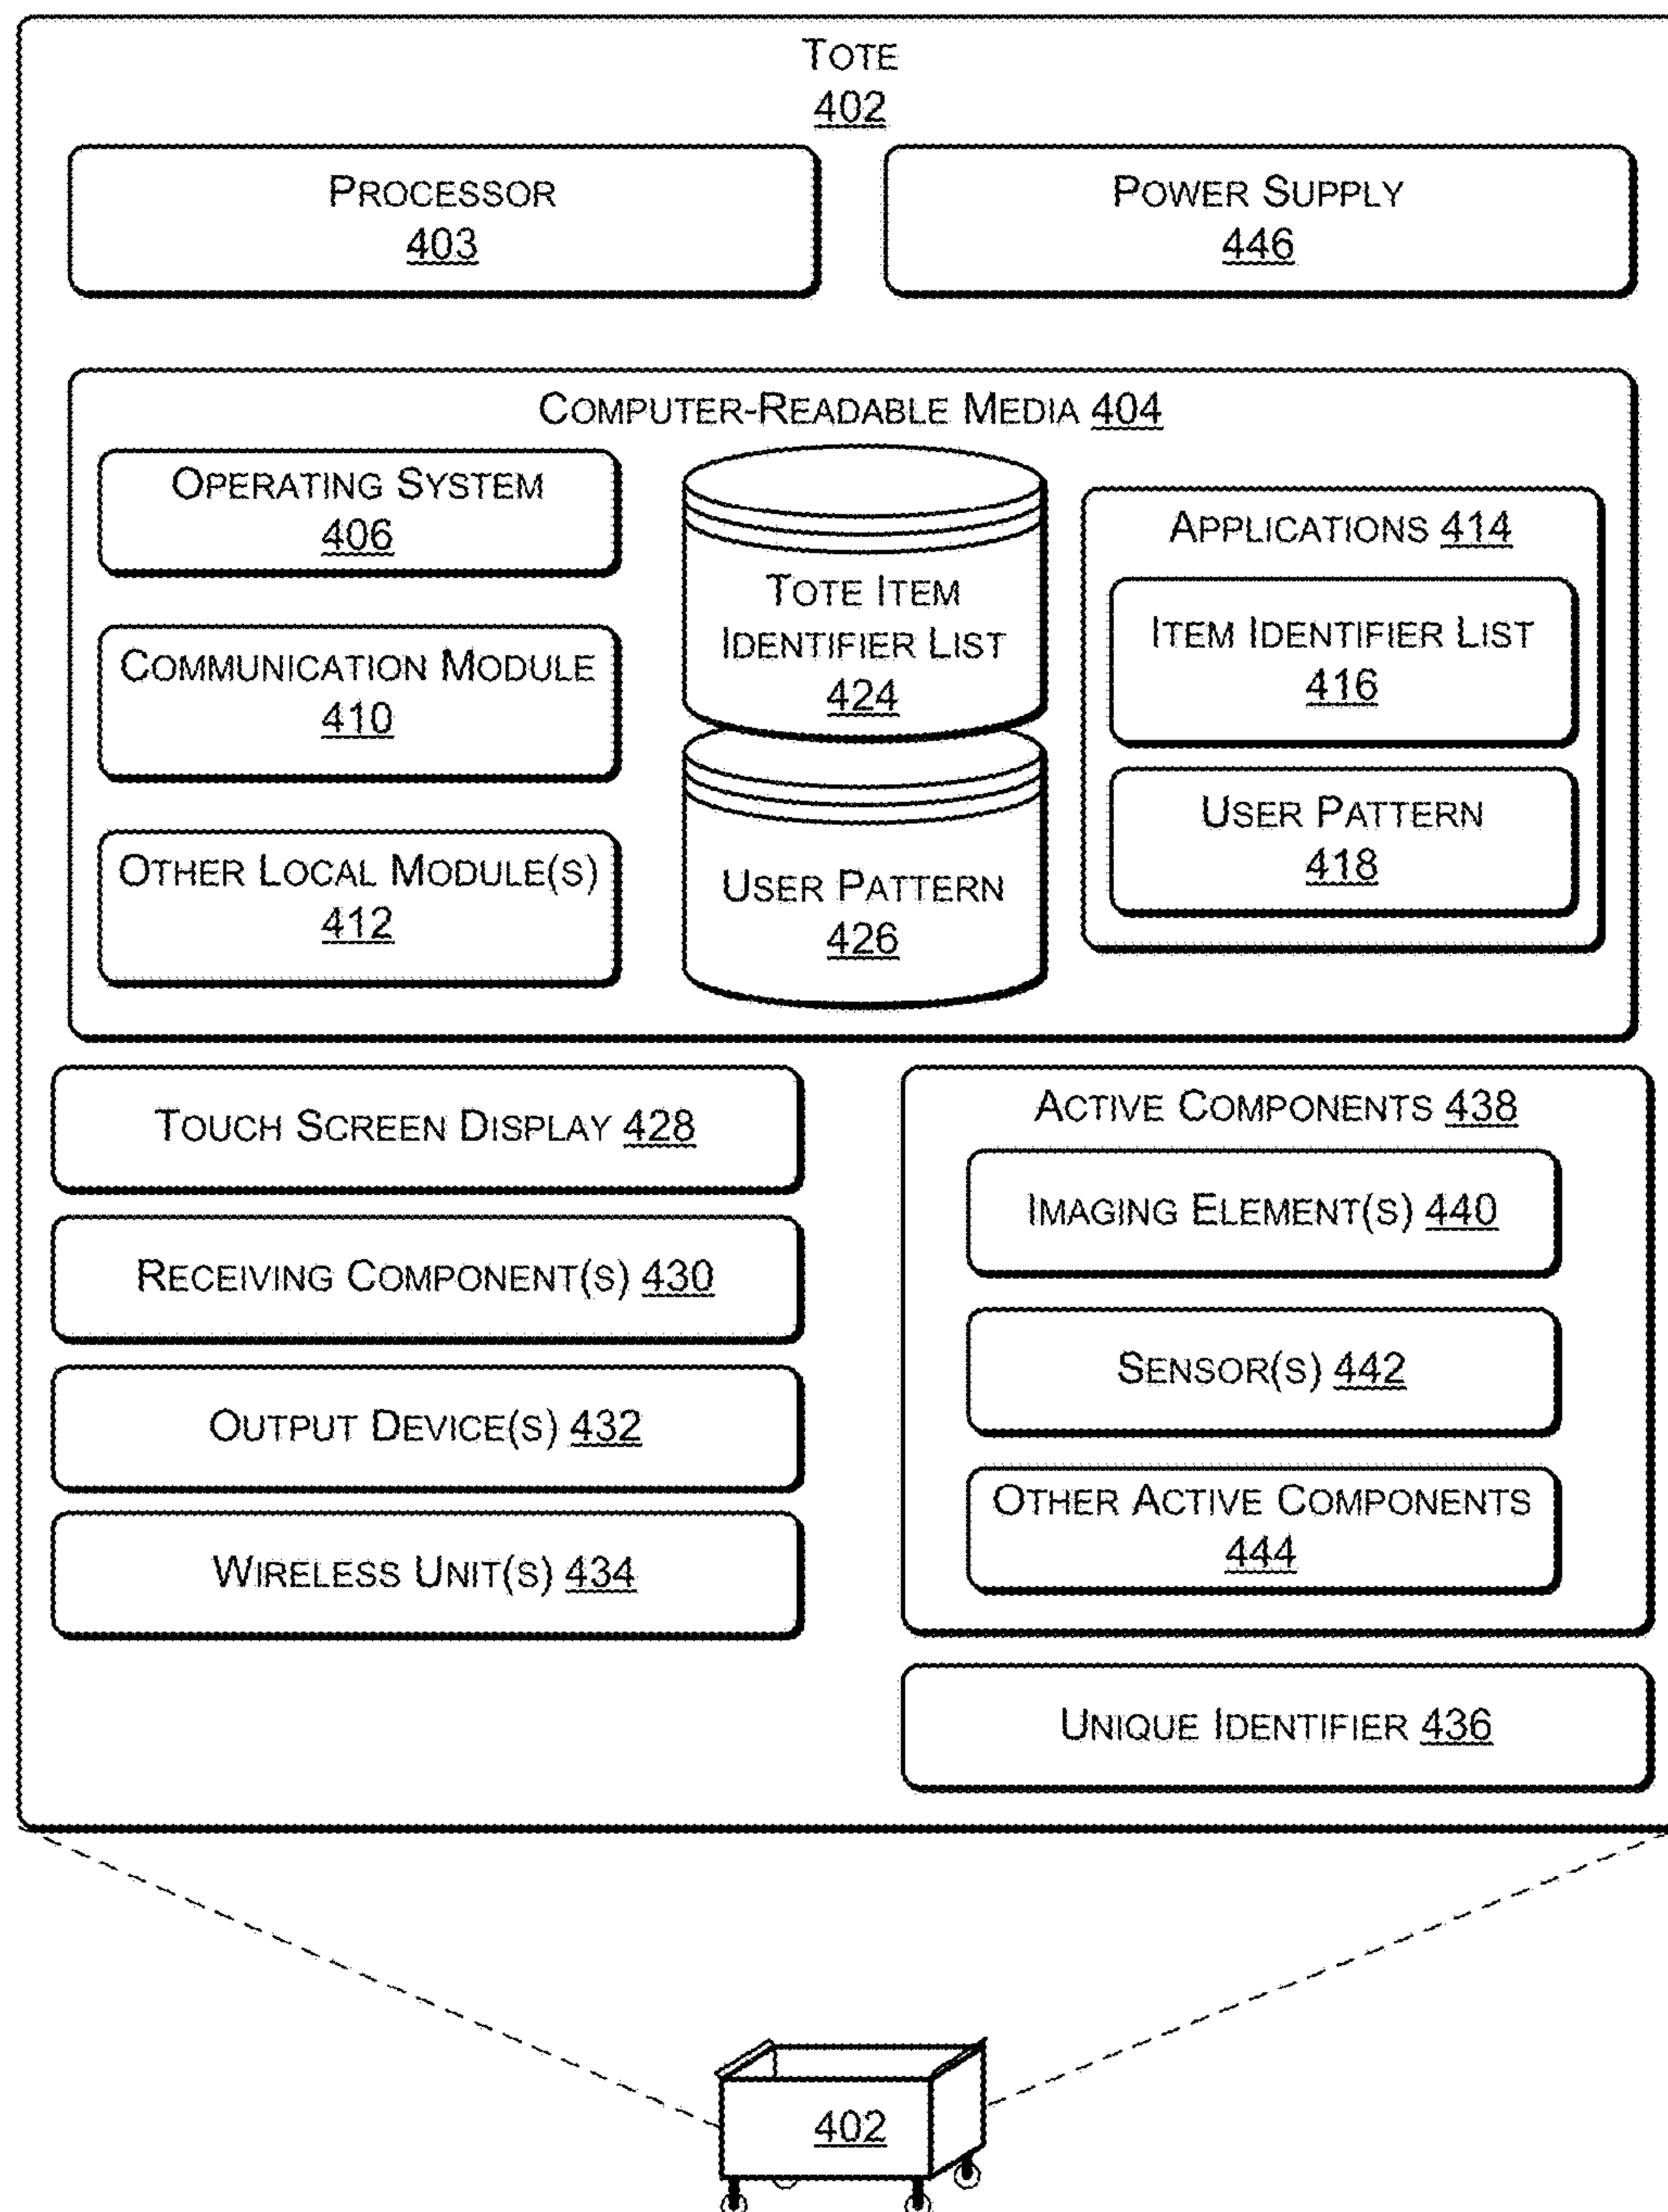 TOTE
402
PROCESSOR
403
POWER SUPPLY
446
COMPUTER-READABLE MEDIA 404
OPERATING SYSTEM
406
COMMUNICATION MODULE
410
OTHER LOCAL MODULE(S)
412
TOTE ITEM
IDENTIFIER LIST
424
USER PATTERN
426
APPLICATIONS 414
ITEM IDENTIFIER LIST
416
USER PATTERN
418
TOUCH SCREEN DISPLAY 428
RECEIVING COMPONENT(S) 430
OUTPUT DEVICE(S) 432
WIRELESS UNIT(S) 434
ACTIVE COMPONENTS 438
IMAGING ELEMENT(S) 440
SENSOR(S) 442
OTHER ACTIVE COMPONENTS
444
UNIQUE IDENTIFIER 436
402